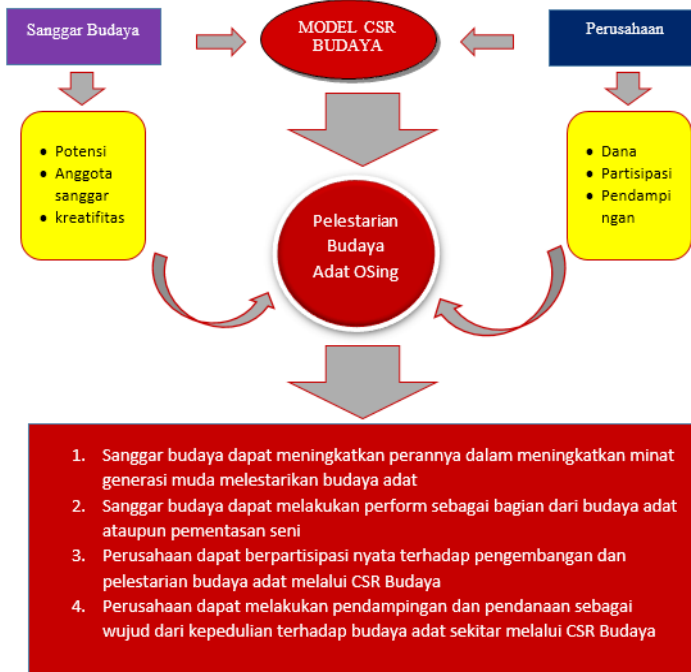 Sanggar Budaya
MODEL CSR
BUDAYA
Perusahaan
• Potensi
• Anggota
sanggar
• kreatifitas
• Dana
• Partisipasi
• Pendampi
ngan
Pelestarian
Budaya
Adat OSing
1. Sanggar budaya dapat meningkatkan perannya dalam meningkatkan minat
generasi muda melestarikan budaya adat
2. Sanggar budaya dapat melakukan perform sebagai bagian dari budaya adat
ataupun pementasan seni
3. Perusahaan dapat berpartisipasi nyata terhadap pengembangan dan
pelestarian budaya adat melalui CSR Budaya
4. Perusahaan dapat melakukan pendampingan dan pendanaan sebagai
wujud dari kepedulian terhadap budaya adat sekitar melalui CSR Budaya